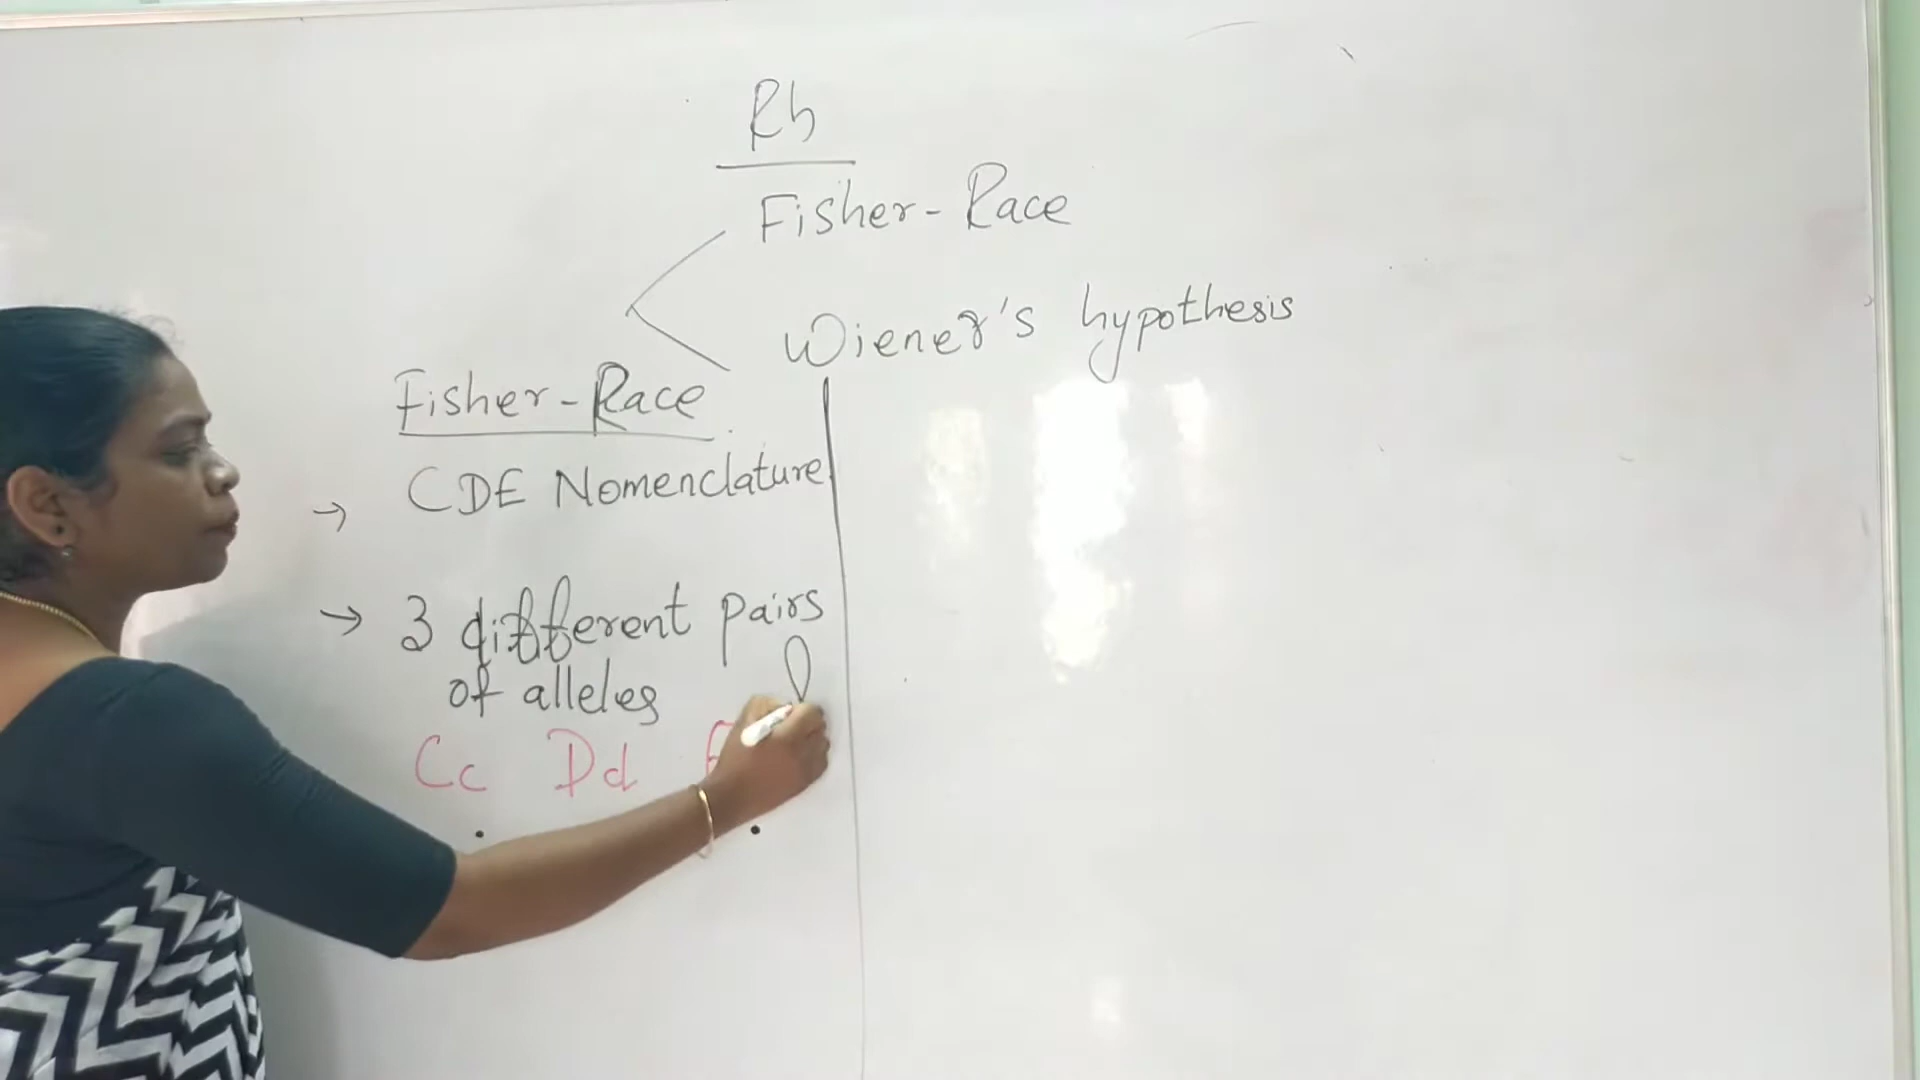 Rh
Fisher-Race
Wiener's hypothesis
Fisher-Race
→ CDE Nomenclature
→ 3 different pairs
of alleles
Cc Dd